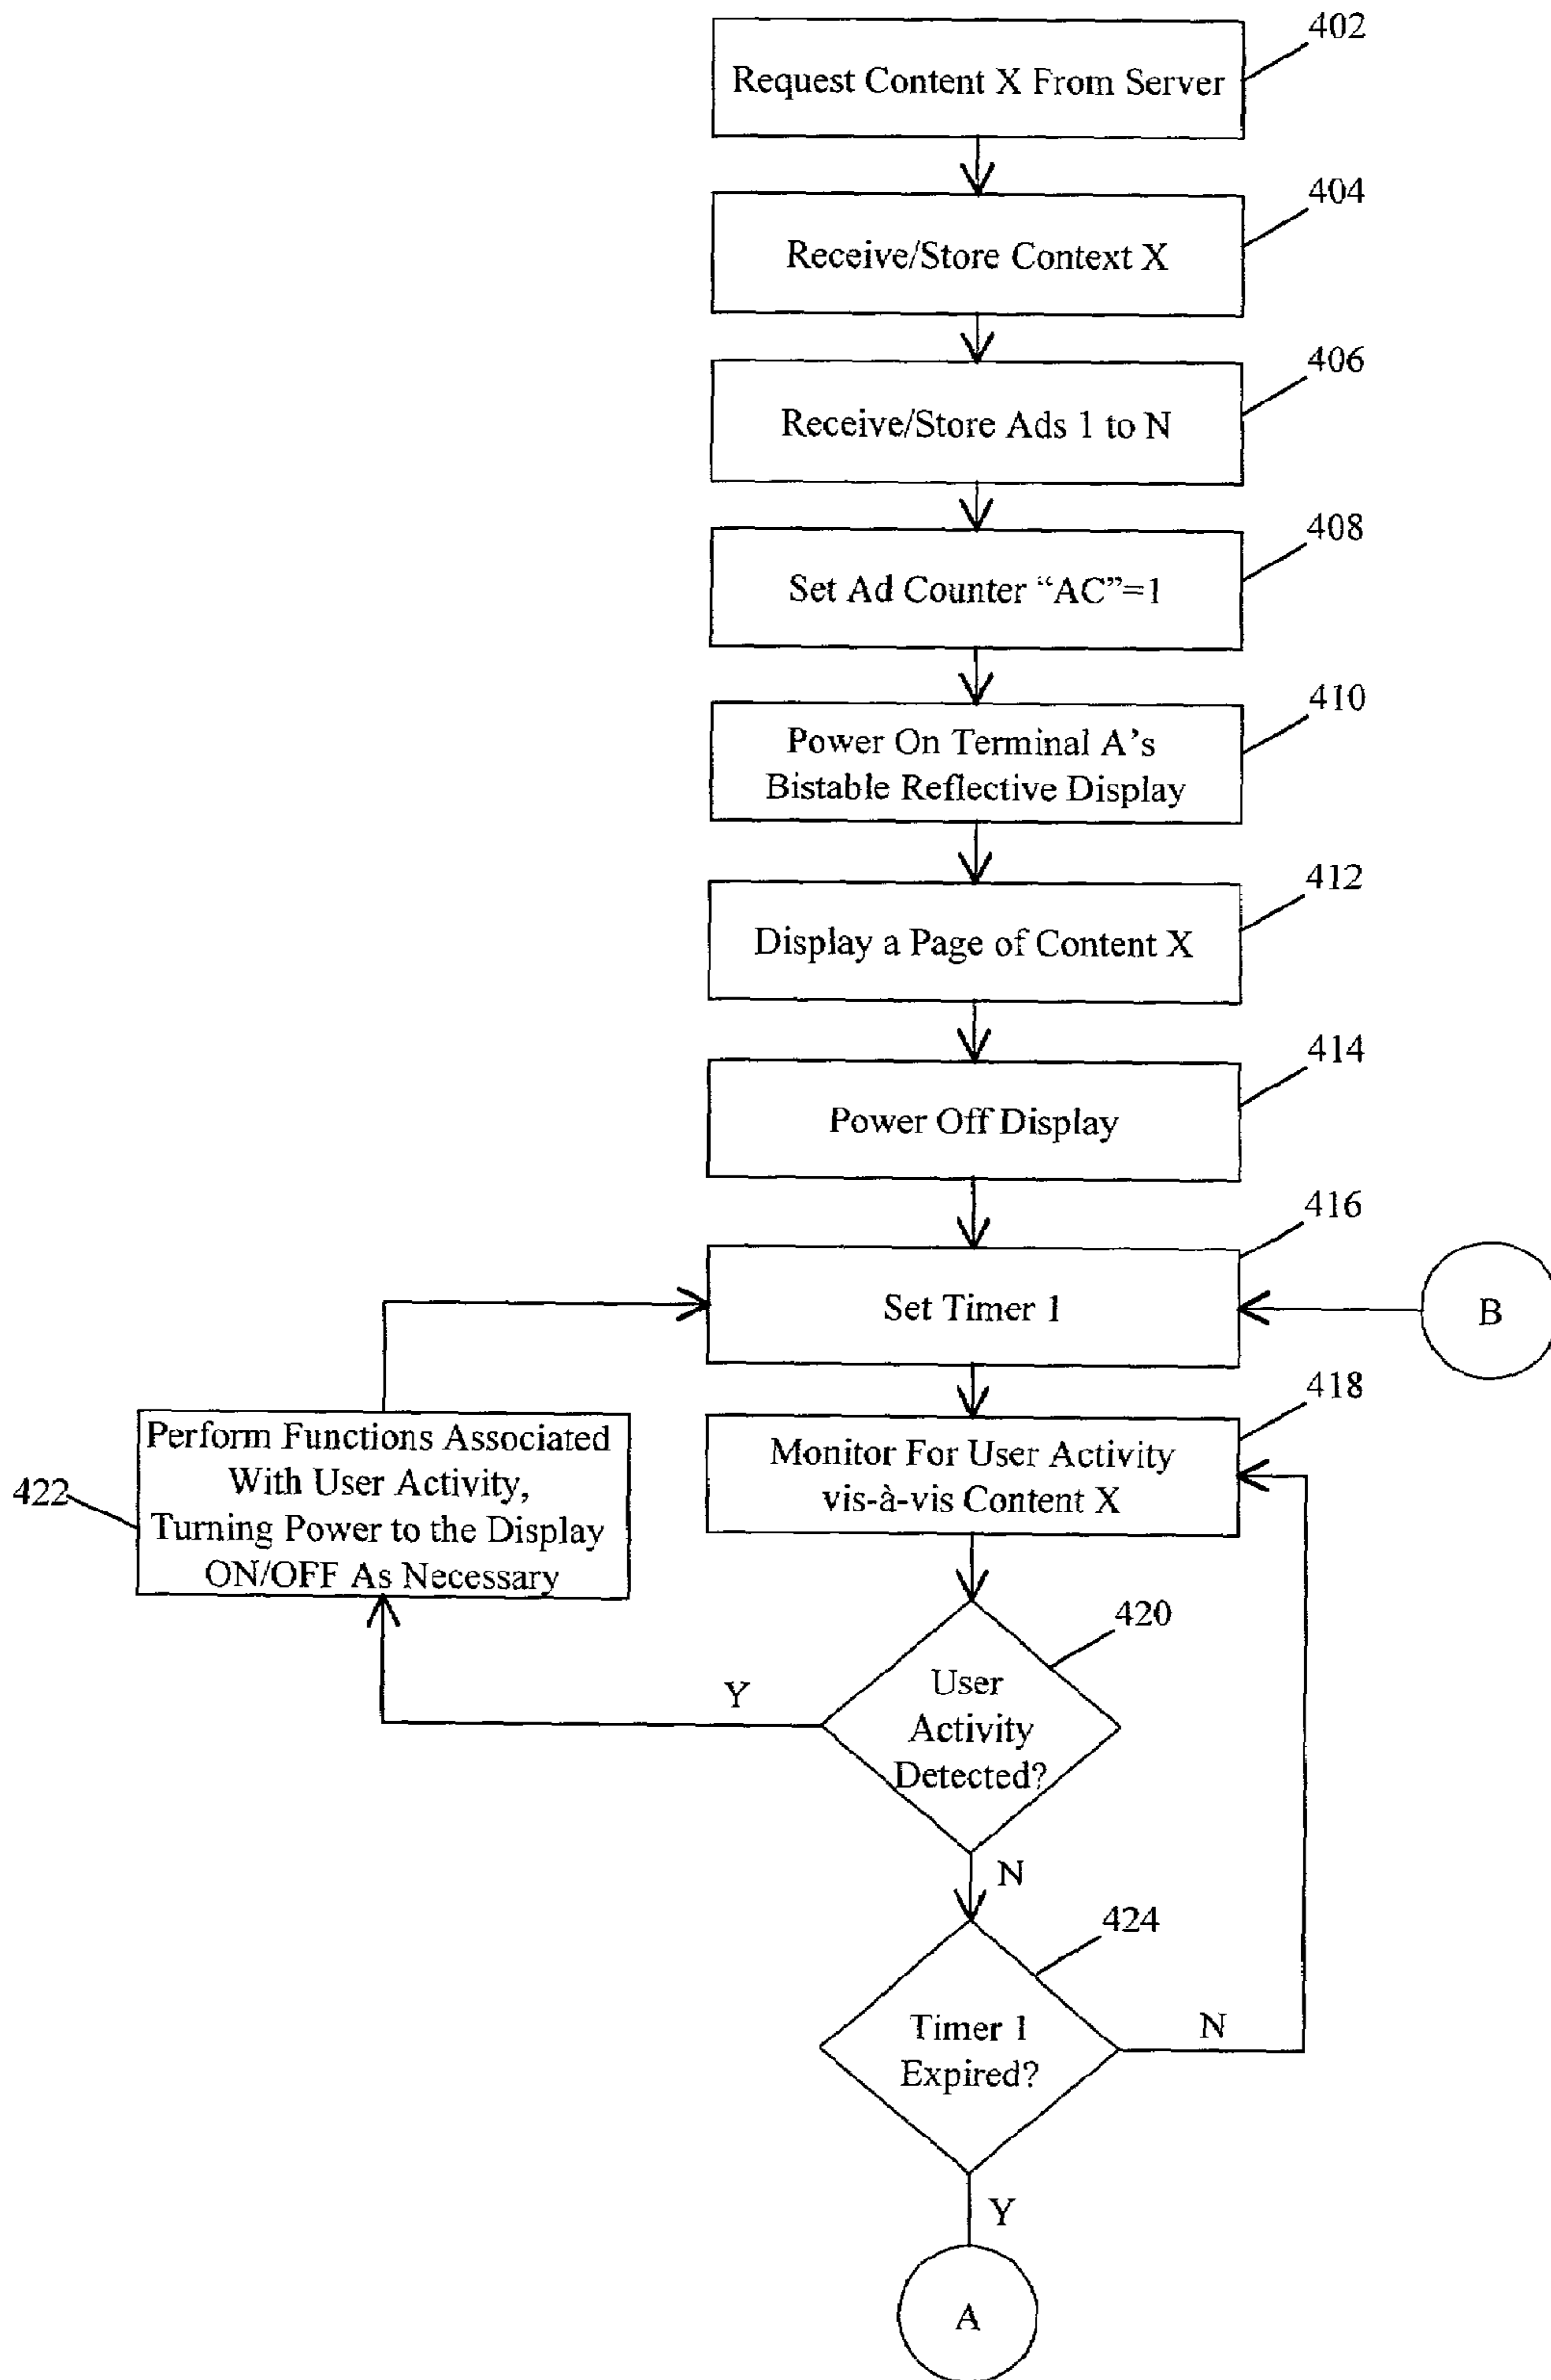 402
Request Content X From Server
404
Receive/Store Context X
406
Receive/Store Ads 1 to N
408
Set Ad Counter “AC”=1
410
Power On Terminal A's
Bistable Reflective Display
412
Display a Page of Content X
414
Power Off Display
416
Set Timer 1
B
418
Monitor For User Activity
vis-à-vis Content X
422
Perform Functions Associated
With User Activity,
Turning Power to the Display
ON/OFF As Necessary
420
User
Activity
Detected?
Y
N
424
Timer 1
Expired?
N
Y
A